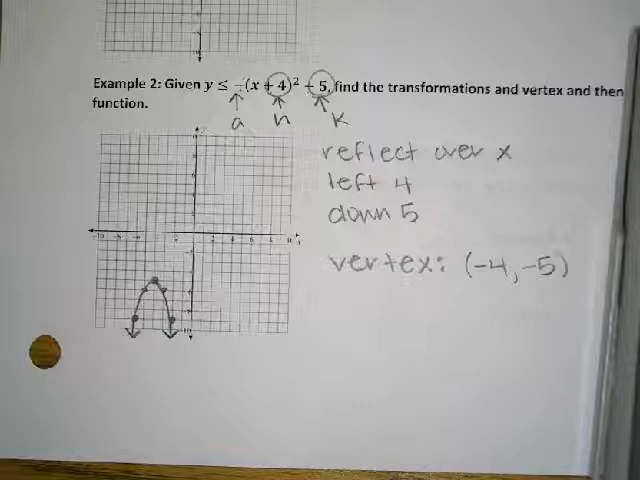 Example 2: Given y ≤ -(x + 4)² - 5, find the transformations and vertex and then
function.
a h k
reflect over x
left 4
down 5
vertex: (-4, -5)